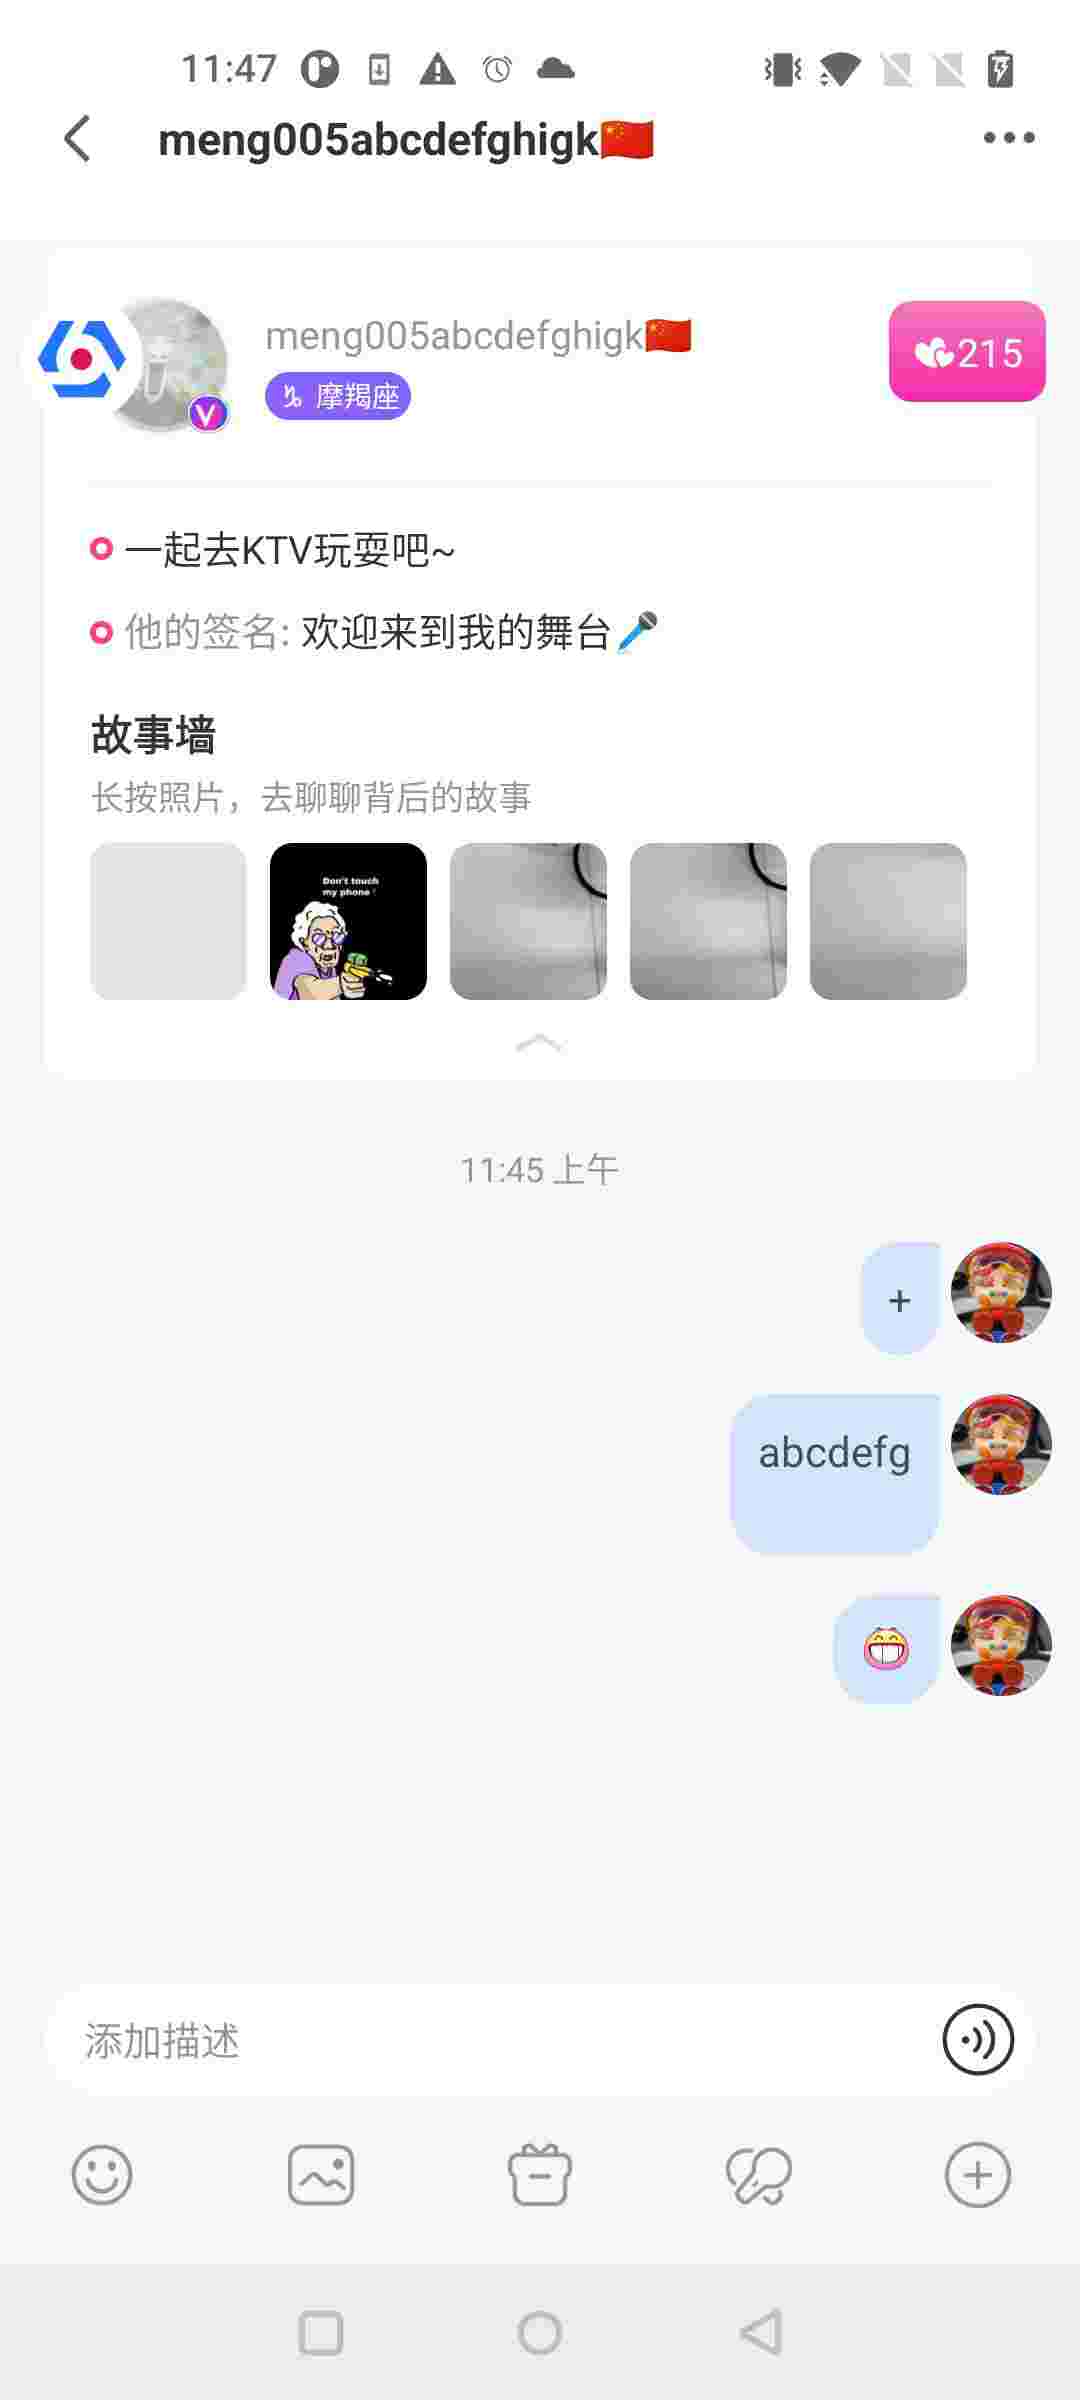 11:47
meng005abcdefghigk🇨🇳
meng005abcdefghigk🇨🇳
215
摩羯座
一起去KTV玩耍吧~
他的签名: 欢迎来到我的舞台🎤
故事墙
长按照片，去聊聊背后的故事
Don't touch
my phone !
11:45 上午
+
abcdefg
添加描述